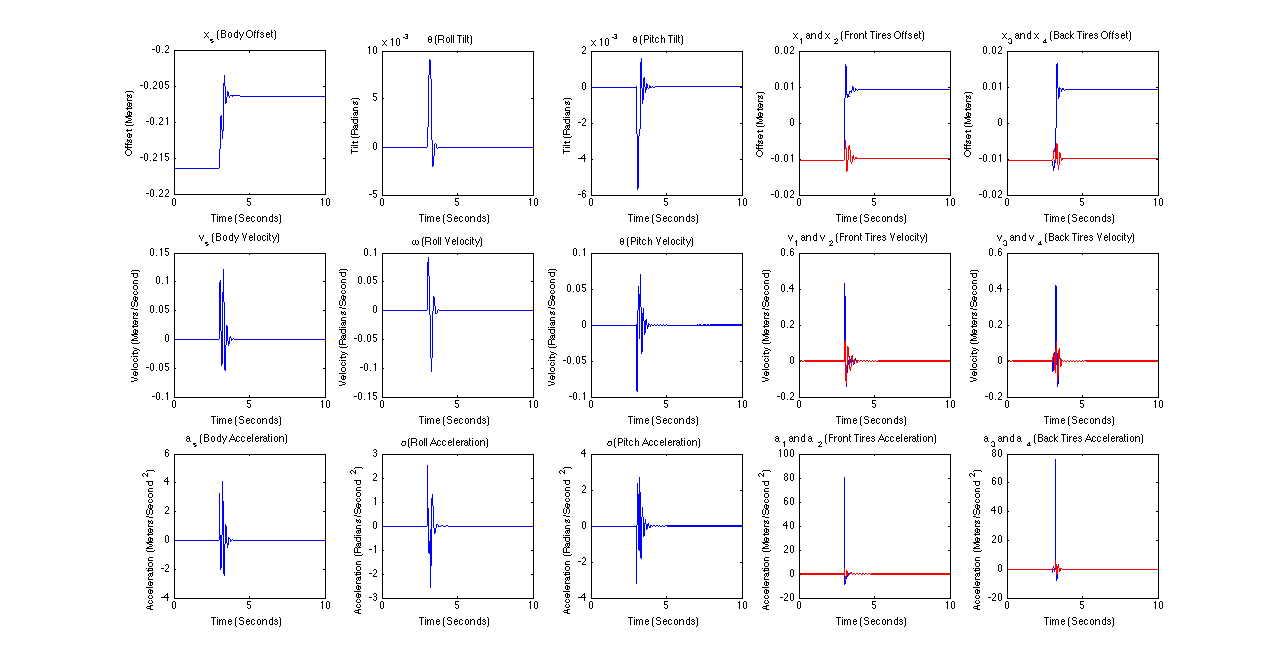 x s (Body Offset)
-0.2
-0.205
-0.21
-0.215
-0.22
Offset (Meters)
0 5 10
Time (Seconds)
x 10 -3
θ (Roll Tilt)
10
5
0
-5
Tilt (Radians)
0 5 10
Time (Seconds)
x 10 -3
θ (Pitch Tilt)
2
0
-2
-4
-6
Tilt (Radians)
0 5 10
Time (Seconds)
x 1 and x 2 (Front Tires Offset)
0.02
0.01
0
-0.01
-0.02
Offset (Meters)
0 5 10
Time (Seconds)
x 3 and x 4 (Back Tires Offset)
0.02
0.01
0
-0.01
-0.02
Offset (Meters)
0 5 10
Time (Seconds)
v s (Body Velocity)
0.15
0.1
0.05
0
-0.05
-0.1
Velocity (Meters/Second)
0 5 10
Time (Seconds)
ω (Roll Velocity)
0.1
0.05
0
-0.05
-0.1
-0.15
Velocity (Radians/Second)
0 5 10
Time (Seconds)
θ (Pitch Velocity)
0.1
0.05
0
-0.05
-0.1
Velocity (Radians/Second)
0 5 10
Time (Seconds)
v 1 and v 2 (Front Tires Velocity)
0.6
0.4
0.2
0
-0.2
Velocity (Meters/Second)
0 5 10
Time (Seconds)
v 3 and v 4 (Back Tires Velocity)
0.6
0.4
0.2
0
-0.2
Velocity (Meters/Second)
0 5 10
Time (Seconds)
a s (Body Acceleration)
6
4
2
0
-2
-4
Acceleration (Meters/Second 2)
0 5 10
Time (Seconds)
(Roll Acceleration)
3
2
1
0
-1
-2
-3
Acceleration (Radians/Second 2)
0 5 10
Time (Seconds)
(Pitch Acceleration)
4
2
0
-2
-4
Acceleration (Radians/Second 2)
0 5 10
Time (Seconds)
a 1 and a 2 (Front Tires Acceleration)
100
80
60
40
20
0
-20
Acceleration (Meters/Second 2)
0 5 10
Time (Seconds)
a 3 and a 4 (Back Tires Acceleration)
80
60
40
20
0
-20
Acceleration (Meters/Second 2)
0 5 10
Time (Seconds)